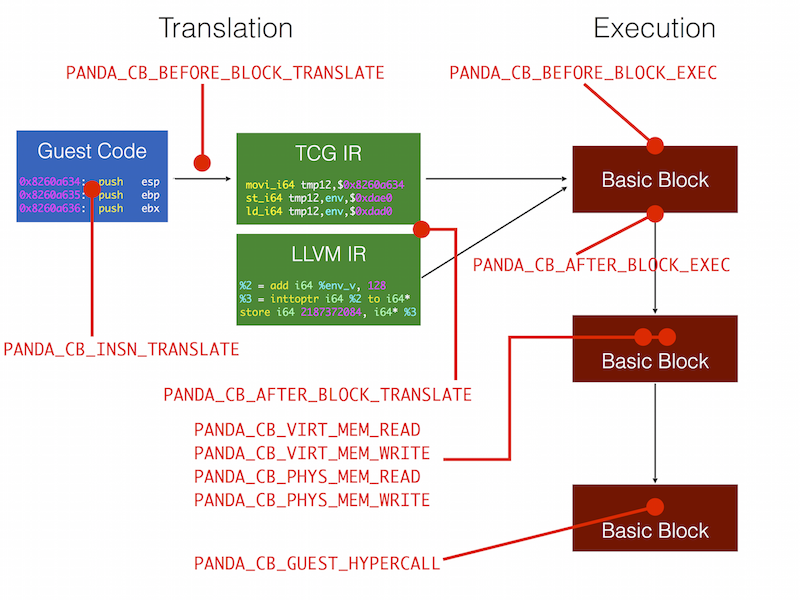 Translation
Execution
PANDA_CB_BEFORE_BLOCK_TRANSLATE
PANDA_CB_BEFORE_BLOCK_EXEC
Guest Code
0x8260a634: push esp
0x8260a635: push ebp
0x8260a636: push ebx
TCG IR
movi_i64 tmp12,$0x8260a634
st_i64 tmp12,env,$0xdae0
ld_i64 tmp12,env,$0xdad0
LLVM IR
%2 = add i64 %env_v, 128
%3 = inttoptr i64 %2 to i64*
store i64 2187372084, i64* %3
Basic Block
PANDA_CB_AFTER_BLOCK_EXEC
PANDA_CB_INSN_TRANSLATE
Basic Block
PANDA_CB_AFTER_BLOCK_TRANSLATE
PANDA_CB_VIRT_MEM_READ
PANDA_CB_VIRT_MEM_WRITE
PANDA_CB_PHYS_MEM_READ
PANDA_CB_PHYS_MEM_WRITE
Basic Block
PANDA_CB_GUEST_HYPERCALL